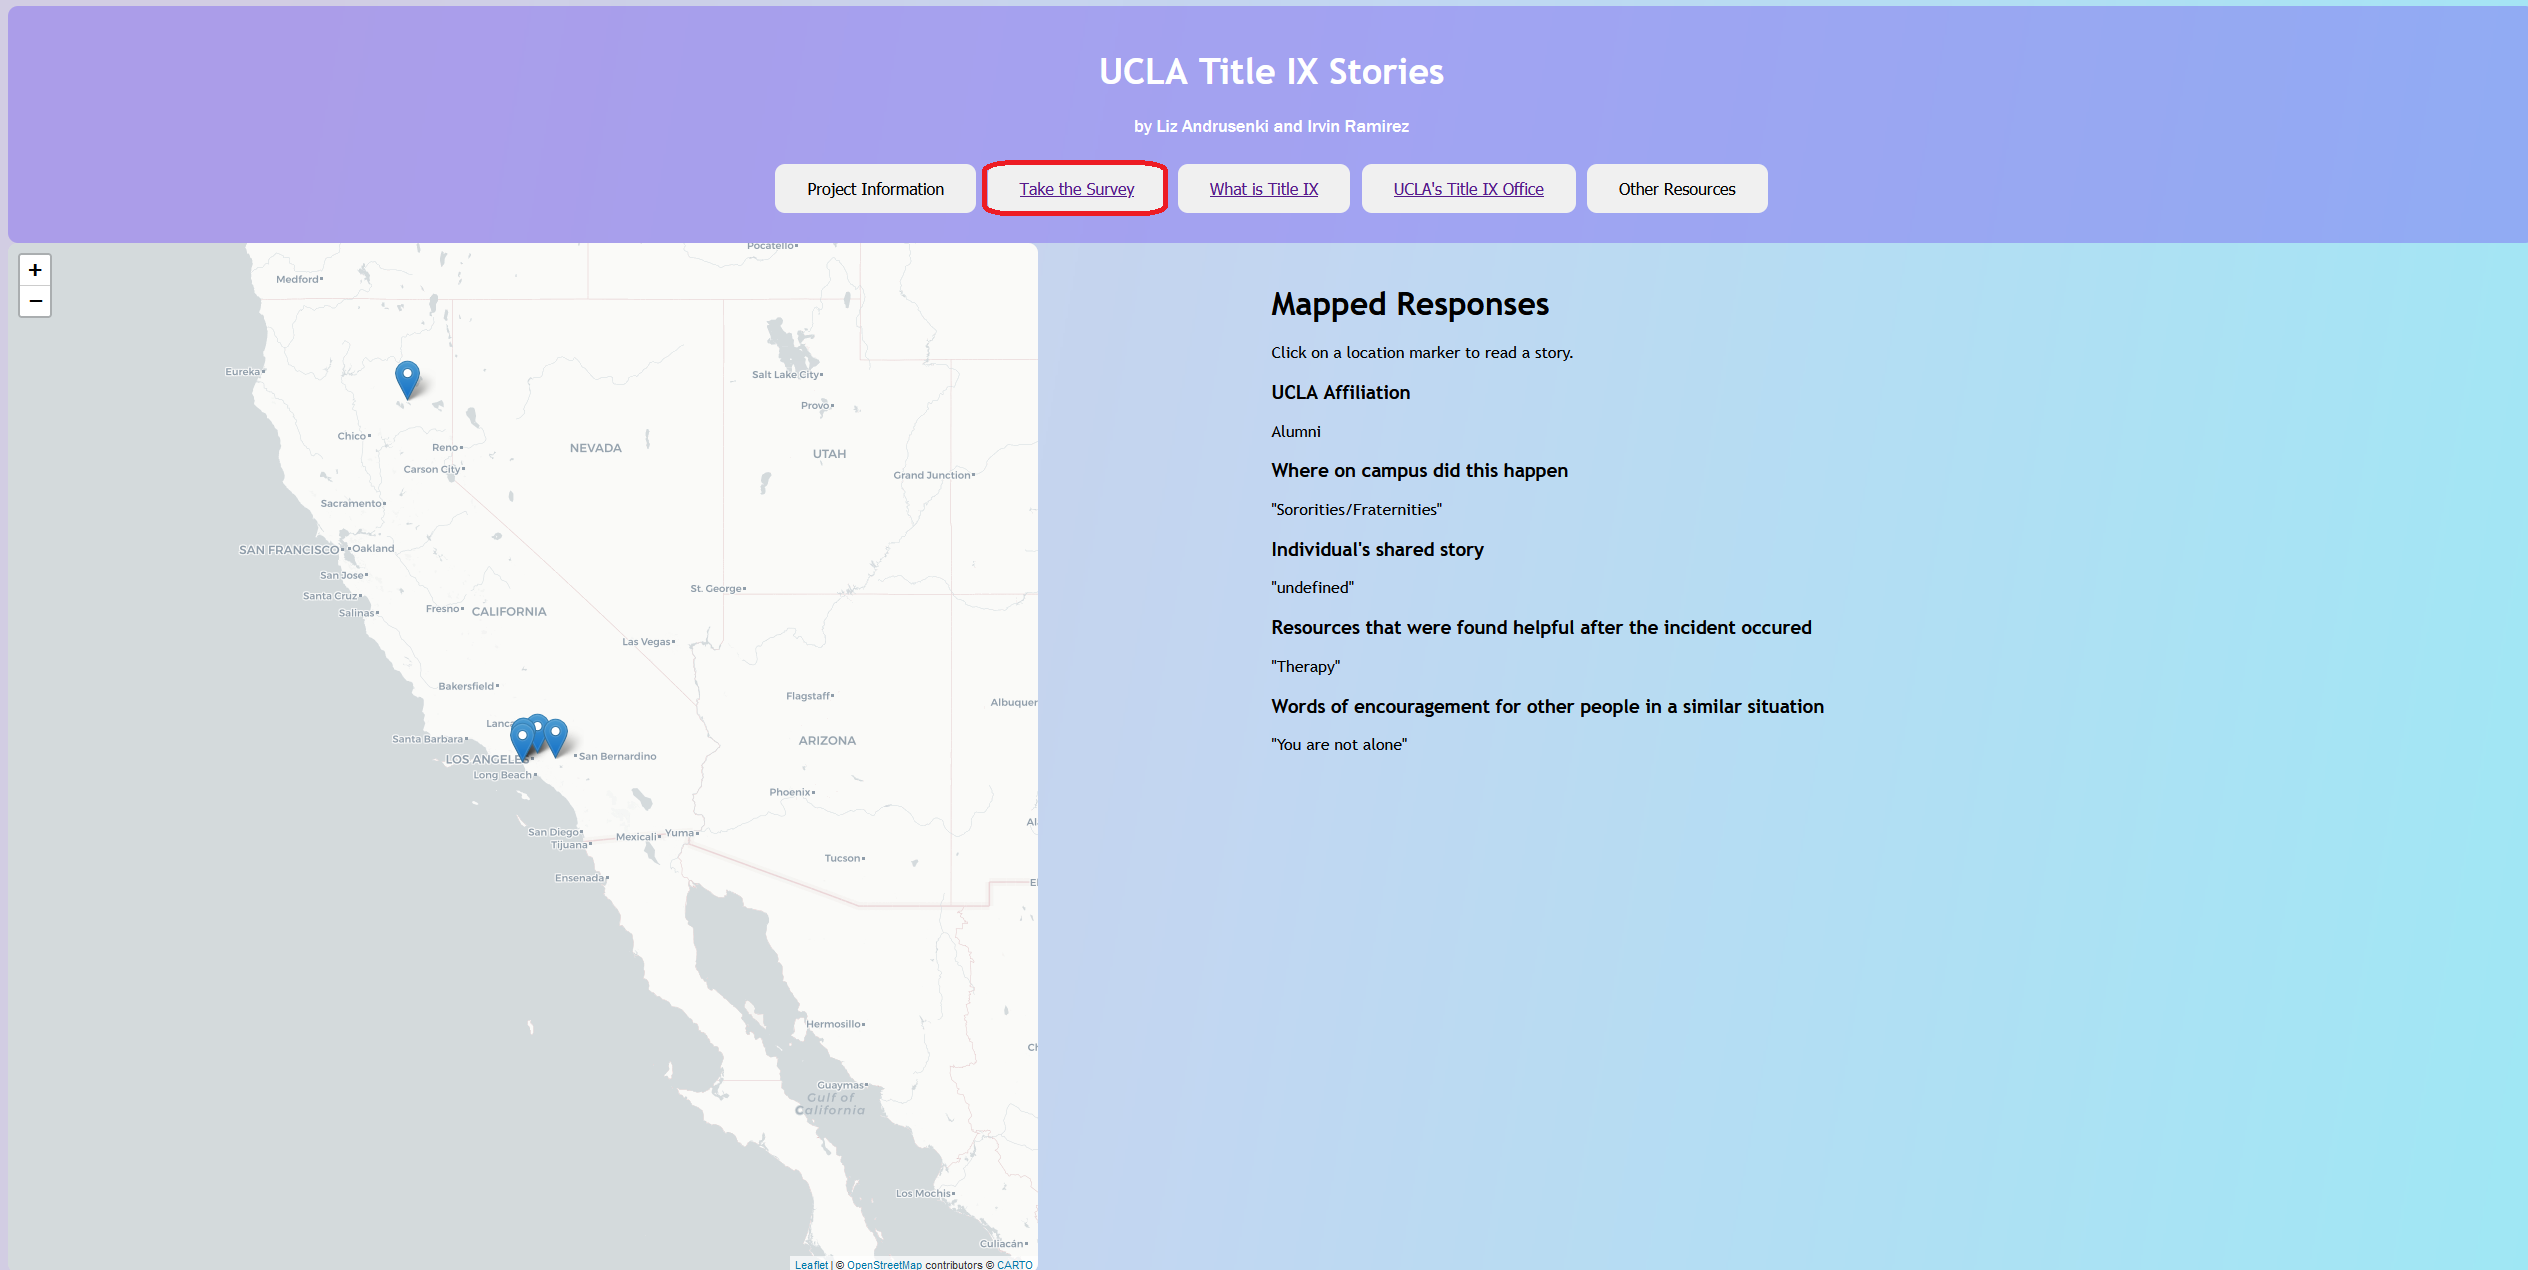 UCLA Title IX Stories
by Liz Andrusenki and Irvin Ramirez
Project Information
Take the Survey
What is Title IX
UCLA's Title IX Office
Other Resources
+
−
Pocatello
Medford
Eureka
Salt Lake City
Provo
Chico
Reno
NEVADA
UTAH
Carson City
Grand Junction
Sacramento
SAN FRANCISCO
Oakland
San Jose
St. George
Santa Cruz
Salinas
Fresno
CALIFORNIA
Las Vegas
Bakersfield
Flagstaff
Albuquer
Lanca
Santa Barbara
ARIZONA
LOS ANGELES
San Bernardino
Long Beach
Phoenix
Al
San Diego
Mexicali
Yuma
Tijuana
Tucson
Ensenada
El
Hermosillo
Ch
Guaymas
Gulf of
California
Los Mochis
Culiacán
Leaflet | © OpenStreetMap contributors © CARTO
Mapped Responses
Click on a location marker to read a story.
UCLA Affiliation
Alumni
Where on campus did this happen
"Sororities/Fraternities"
Individual's shared story
"undefined"
Resources that were found helpful after the incident occured
"Therapy"
Words of encouragement for other people in a similar situation
"You are not alone"